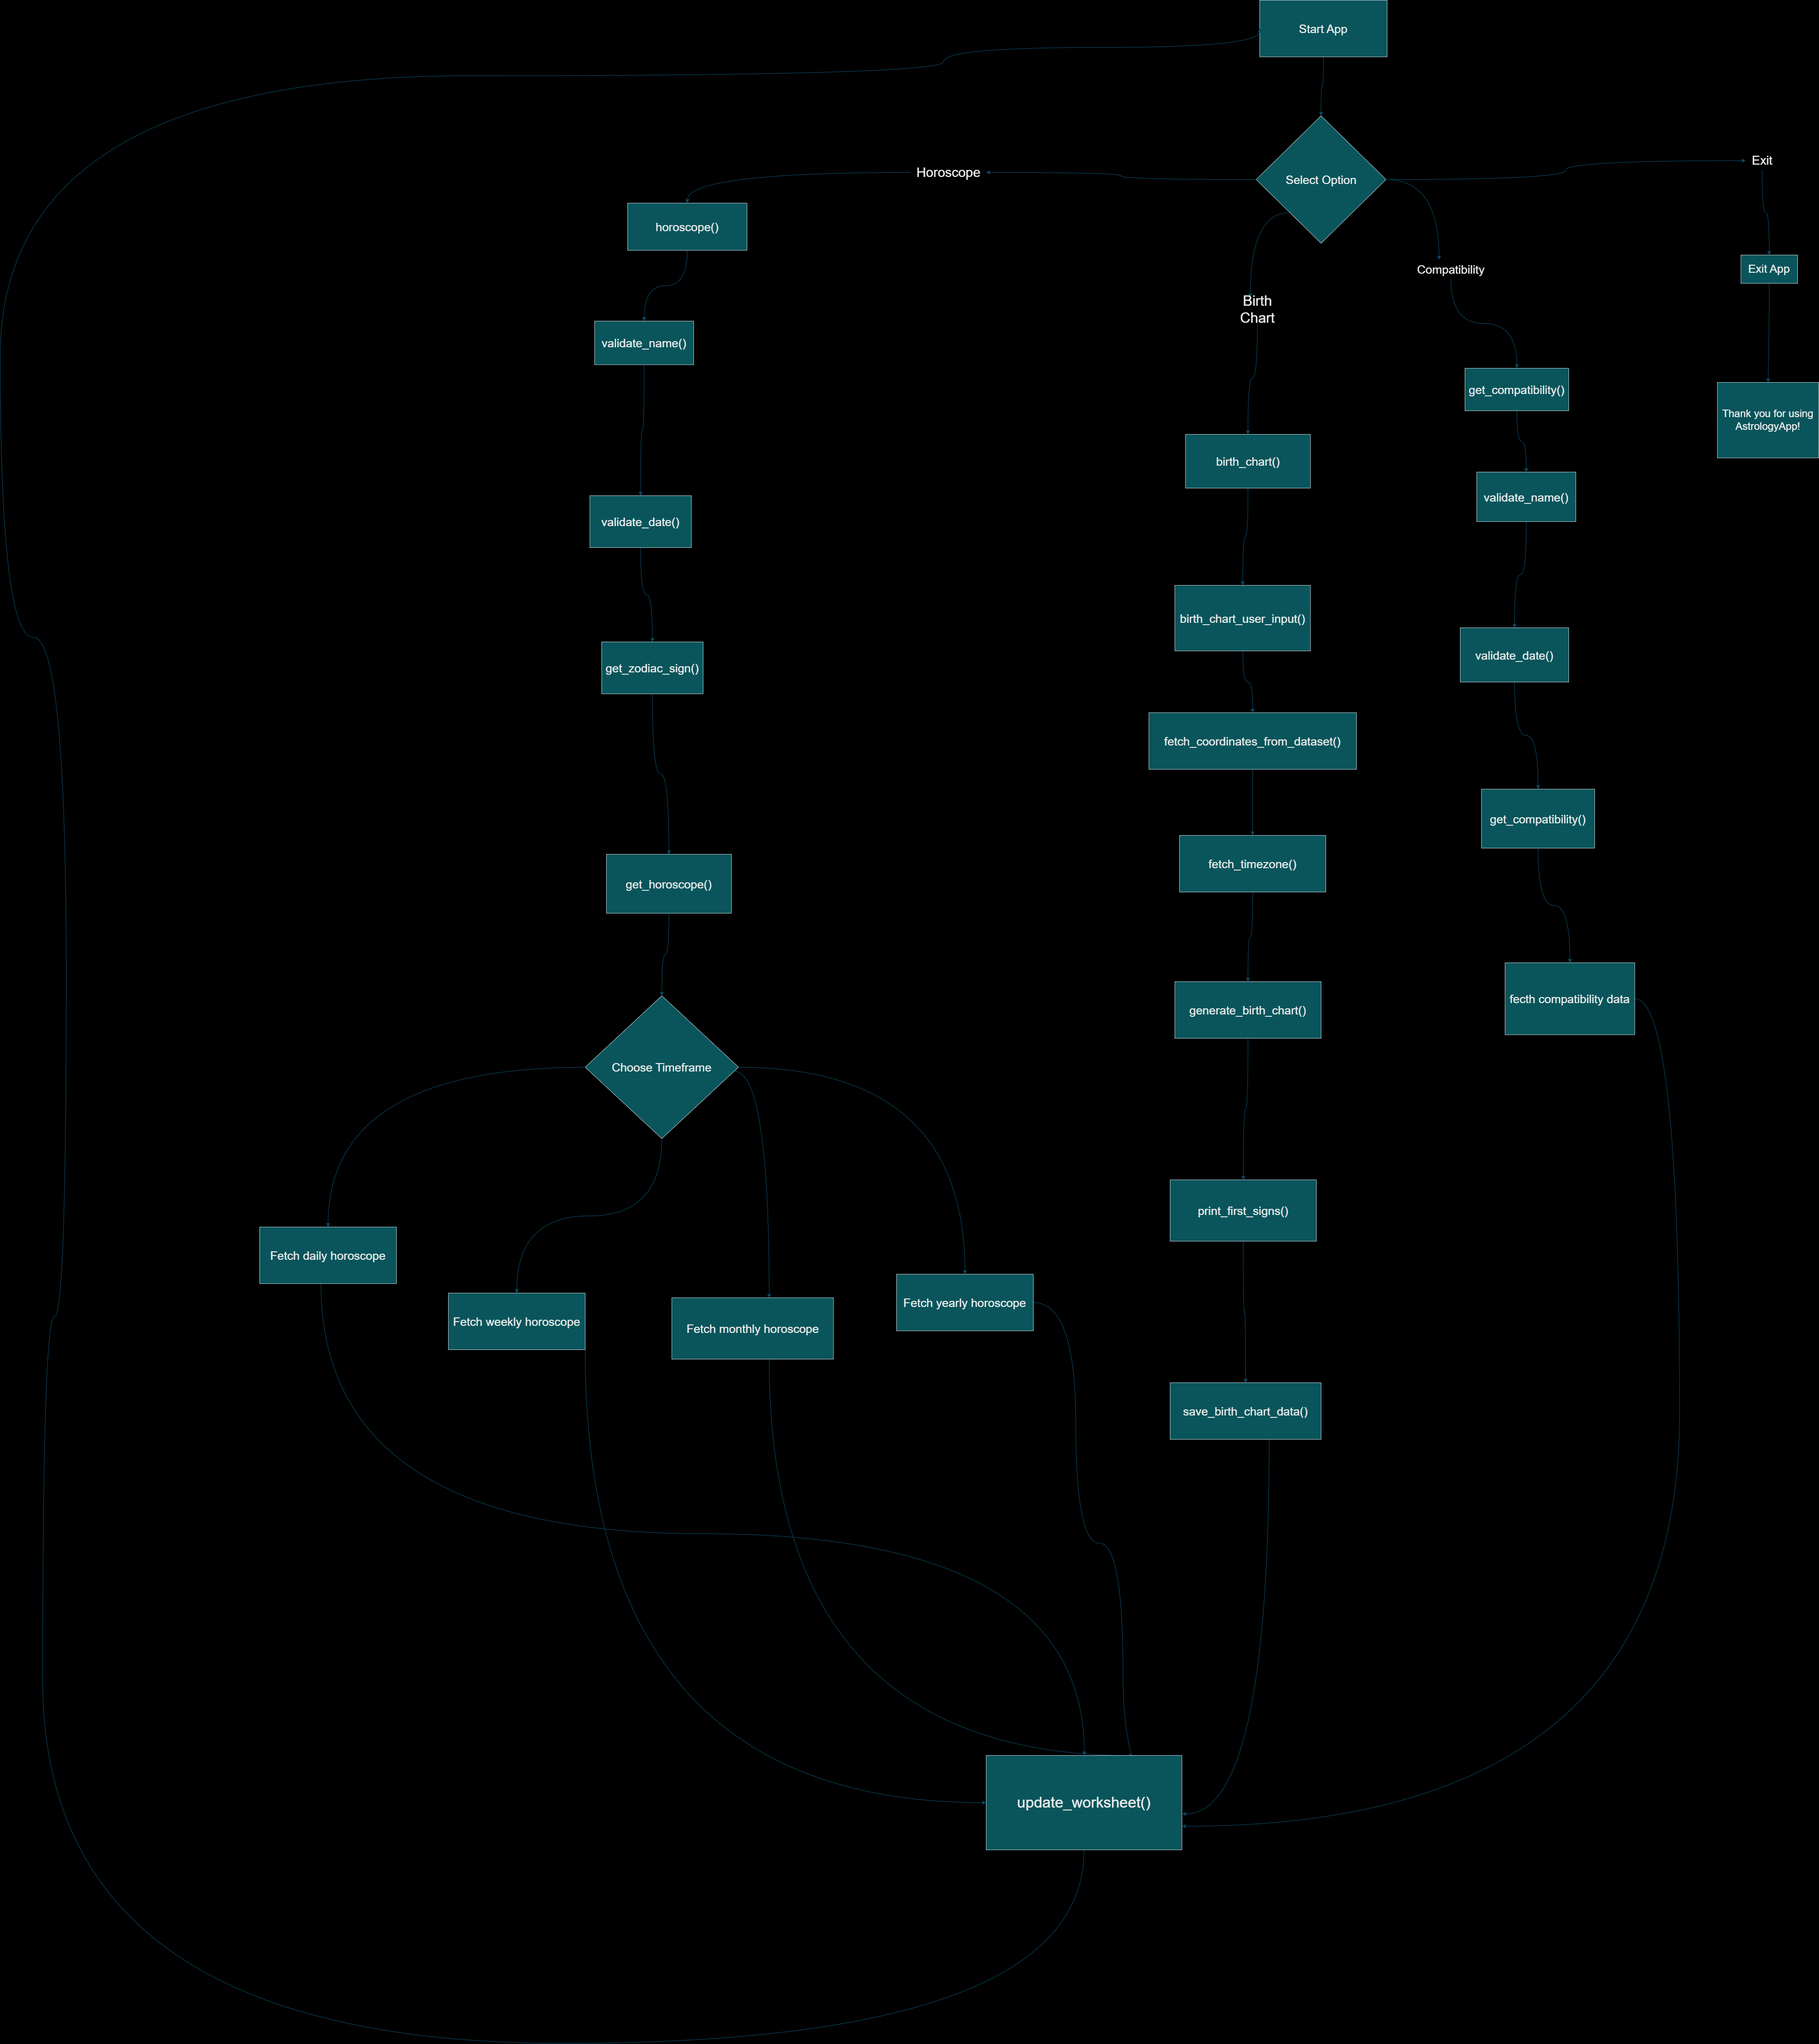 Start App
Select Option
Horoscope
Exit
horoscope()
Compatibility
Exit App
Birth
Chart
validate_name()
get_compatibility()
Thank you for using
AstrologyApp!
birth_chart()
validate_name()
validate_date()
birth_chart_user_input()
validate_date()
get_zodiac_sign()
fetch_coordinates_from_dataset()
get_compatibility()
fetch_timezone()
get_horoscope()
fecth compatibility data
generate_birth_chart()
Choose Timeframe
print_first_signs()
Fetch daily horoscope
Fetch yearly horoscope
Fetch weekly horoscope
Fetch monthly horoscope
save_birth_chart_data()
update_worksheet()